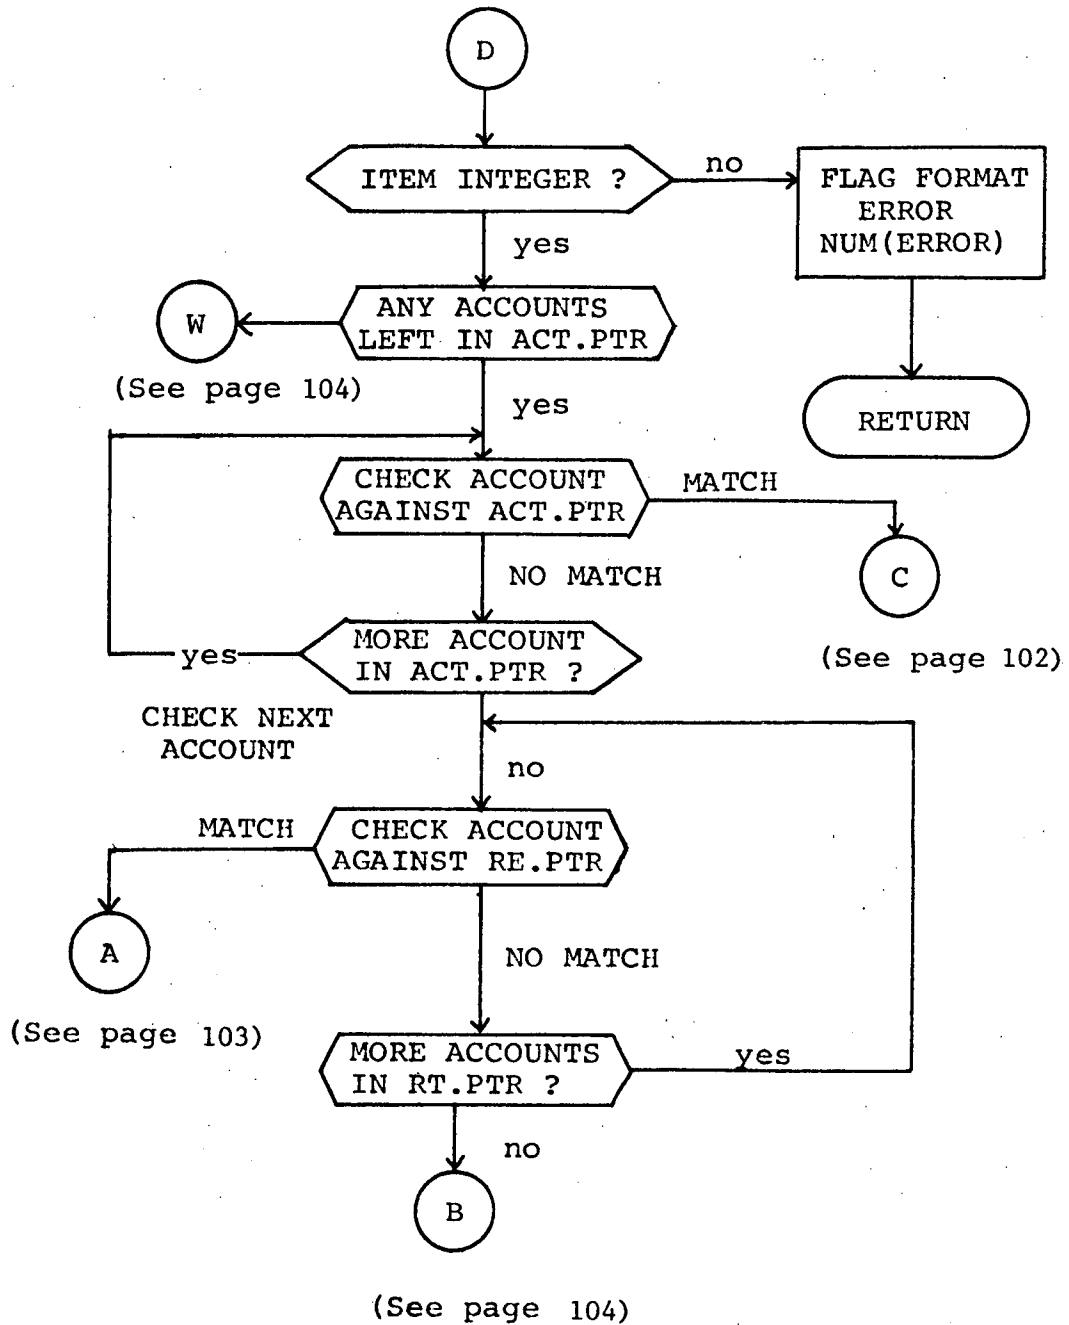 D
ITEM INTEGER ?
no
FLAG FORMAT
ERROR
NUM(ERROR)
yes
ANY ACCOUNTS
LEFT IN ACT.PTR
W
(See page 104)
yes
RETURN
CHECK ACCOUNT
AGAINST ACT.PTR
MATCH
C
(See page 102)
NO MATCH
MORE ACCOUNT
IN ACT.PTR ?
yes
CHECK NEXT
ACCOUNT
no
MATCH
CHECK ACCOUNT
AGAINST RE.PTR
A
(See page 103)
NO MATCH
MORE ACCOUNTS
IN RT.PTR ?
yes
no
B
(See page 104)